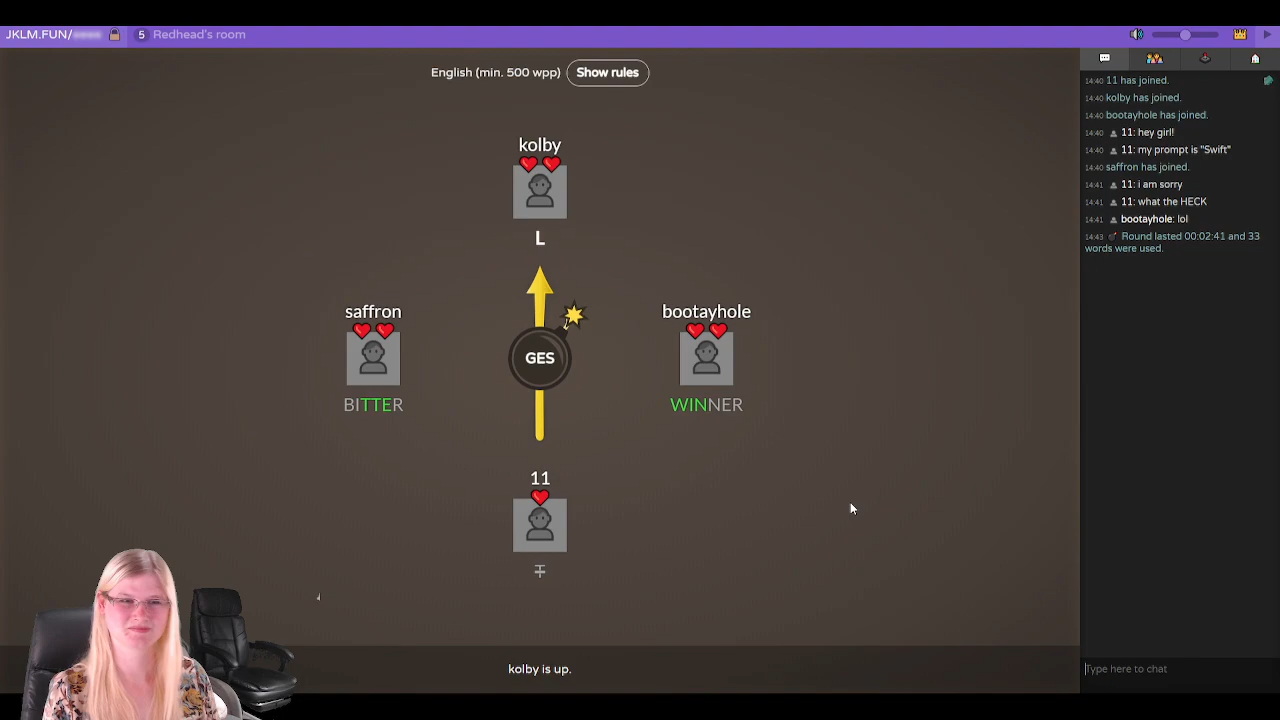 JKLM.FUN/
5 Redhead's room
English (min. 500 wpp) Show rules
kolby
L
saffron
BITTER
GES
bootayhole
WINNER
11
T
kolby is up.
14:40 11 has joined.
14:40 kolby has joined.
14:40 bootayhole has joined.
14:40 11: hey girl!
14:40 11: my prompt is "Swift"
14:40 saffron has joined.
14:41 11: i am sorry
14:41 11: what the HECK
14:41 bootayhole: lol
14:43 Round lasted 00:02:41 and 33
words were used.
Type here to chat